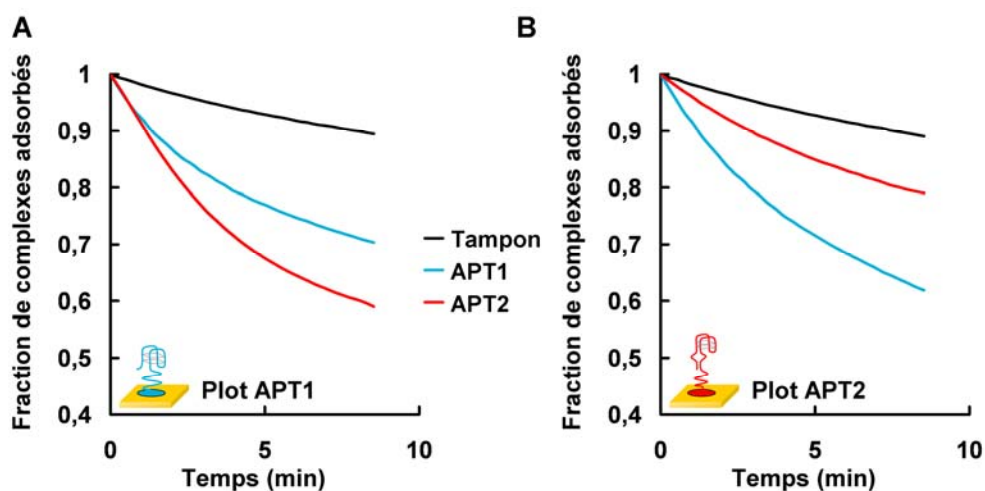 A
Fraction de complexes adsorbés
1
0,9
0,8
0,7
0,6
0,5
0,4
0
5
10
Temps (min)
Plot APT1
Tampon
APT1
APT2
B
Fraction de complexes adsorbés
1
0,9
0,8
0,7
0,6
0,5
0,4
0
5
10
Temps (min)
Plot APT2